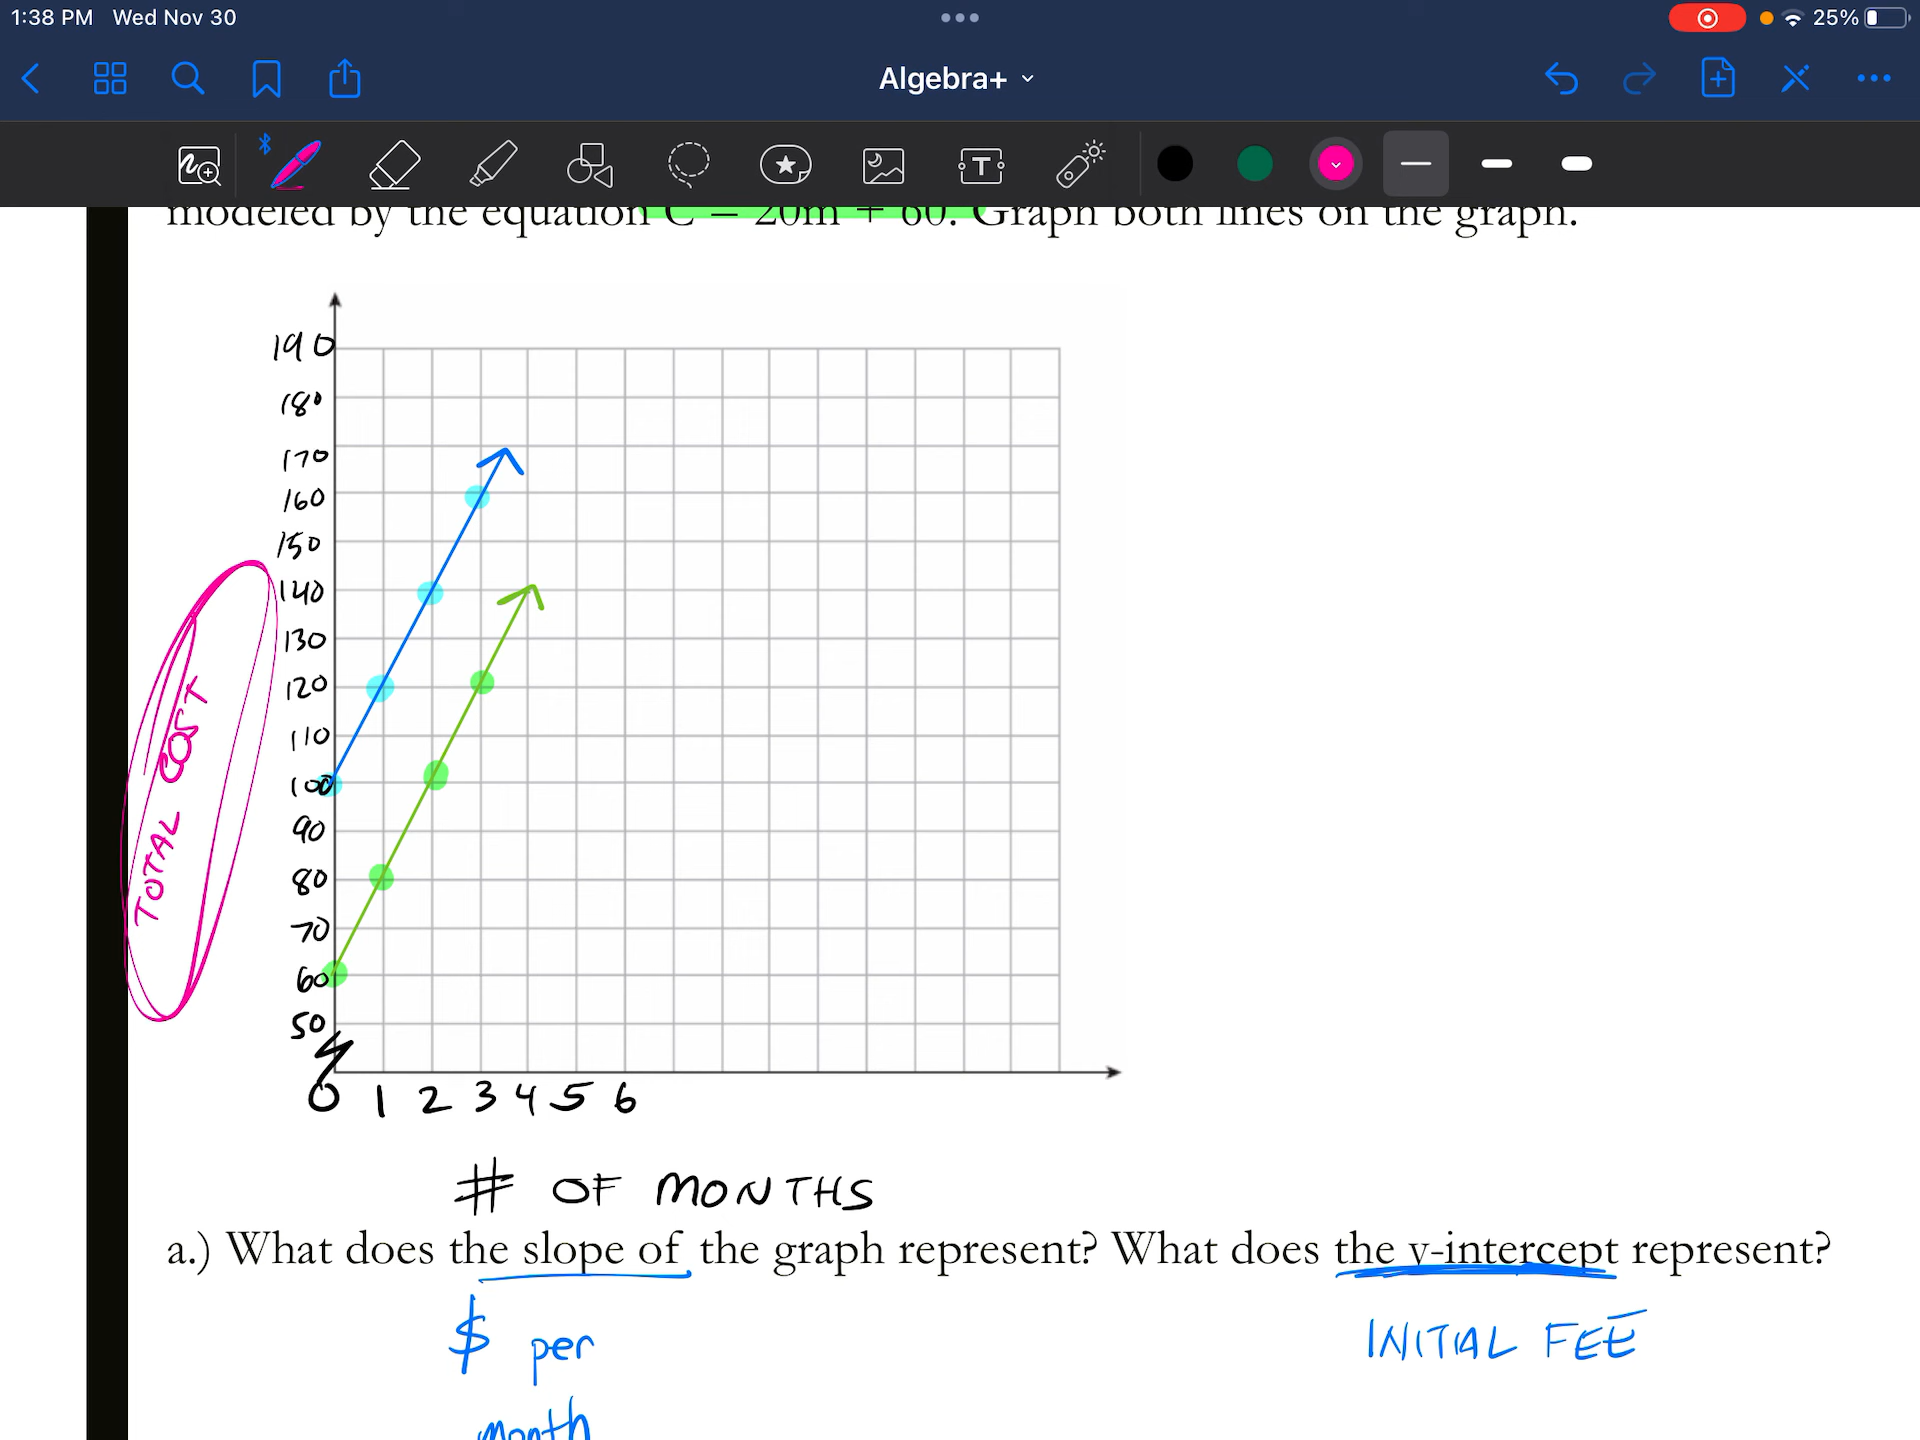 1:38 PM Wed Nov 30
25%
Algebra+
T
modeled by the equation C = 20m + 60. Graph both lines on the graph.
190
180
170
160
150
140
130
120
110
100
90
80
70
60
50
TOTAL COST
0 1 2 3 4 5 6
# OF MONTHS
a.) What does the slope of the graph represent? What does the y-intercept represent?
$ per
month
INITIAL FEE